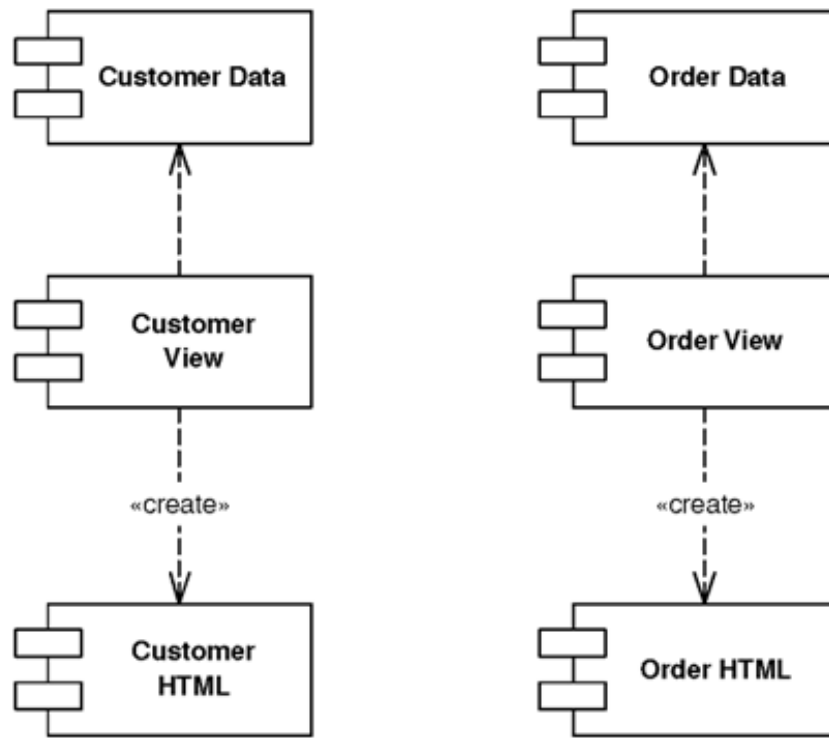 Customer Data
Order Data
Customer
View
Order View
«create»
«create»
Customer
HTML
Order HTML